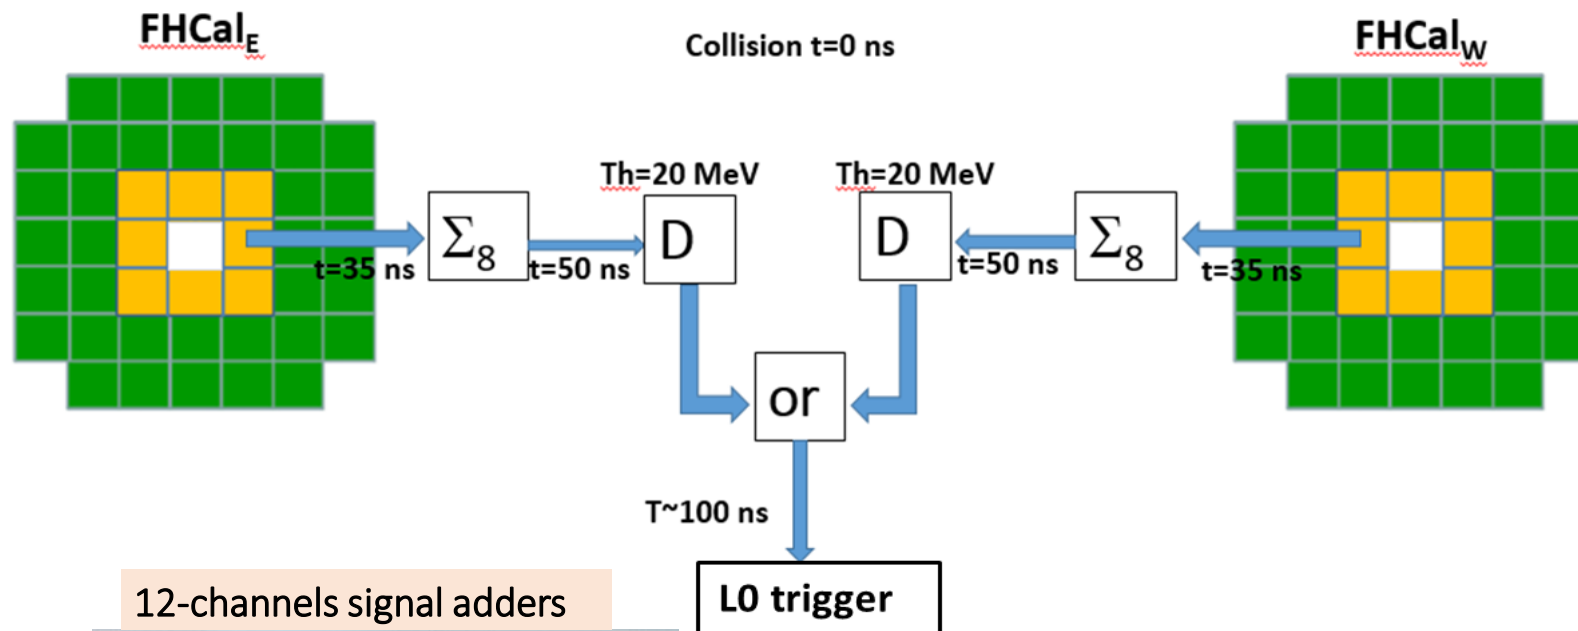 FHCalE
Collision t=0 ns
FHCalW
Th=20 MeV
Th=20 MeV
Σ8
D
D
Σ8
t=35 ns
t=50 ns
t=50 ns
t=35 ns
or
T~100 ns
12-channels signal adders
L0 trigger